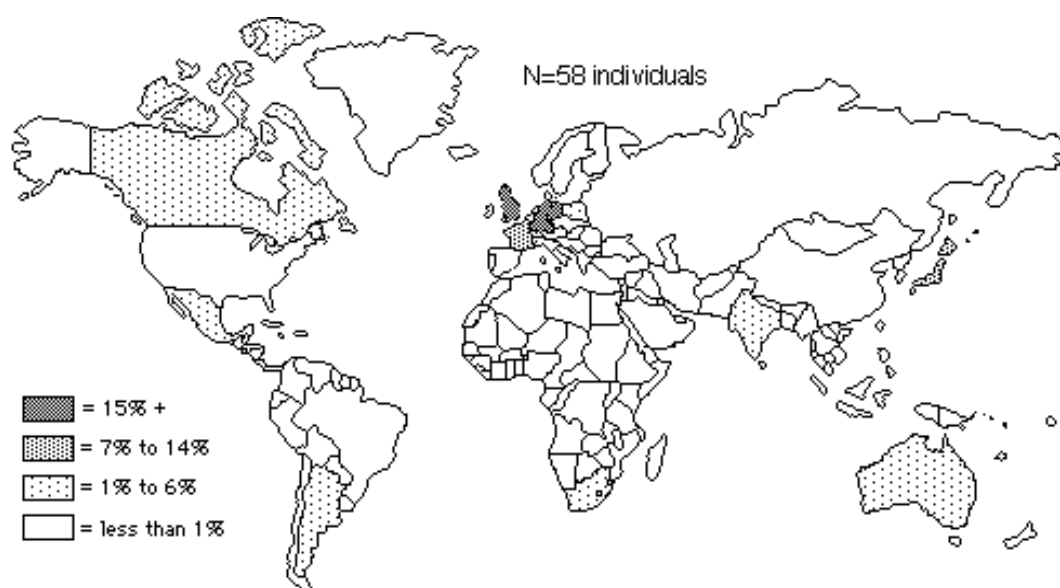 N=58 individuals
= 15% +
= 7% to 14%
= 1% to 6%
= less than 1%